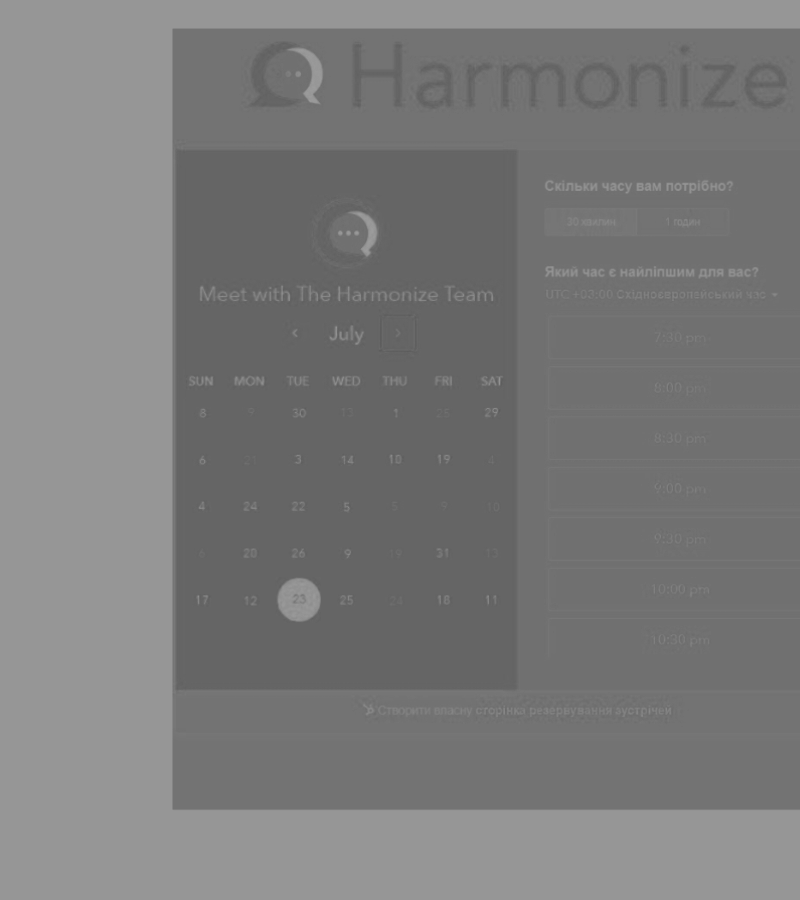 Harmonize
Meet with The Harmonize Team
July
SUN MON TUE WED THU FRI SAT
8 9 30 13 1 25 29
6 21 3 14 10 19 4
4 24 22 5 5 9 10
20 26 9 19 31 13
17 12 23 25 24 18 11
Скільки часу вам потрібно?
30 хвилин 1 годин
Який час є найліпшим для вас?
UTC +03:00 Східноєвропейський час
7:30 pm
8:00 pm
8:30 pm
9:00 pm
9:30 pm
10:00 pm
10:30 pm
Створити власну сторінка резервування зустрічей